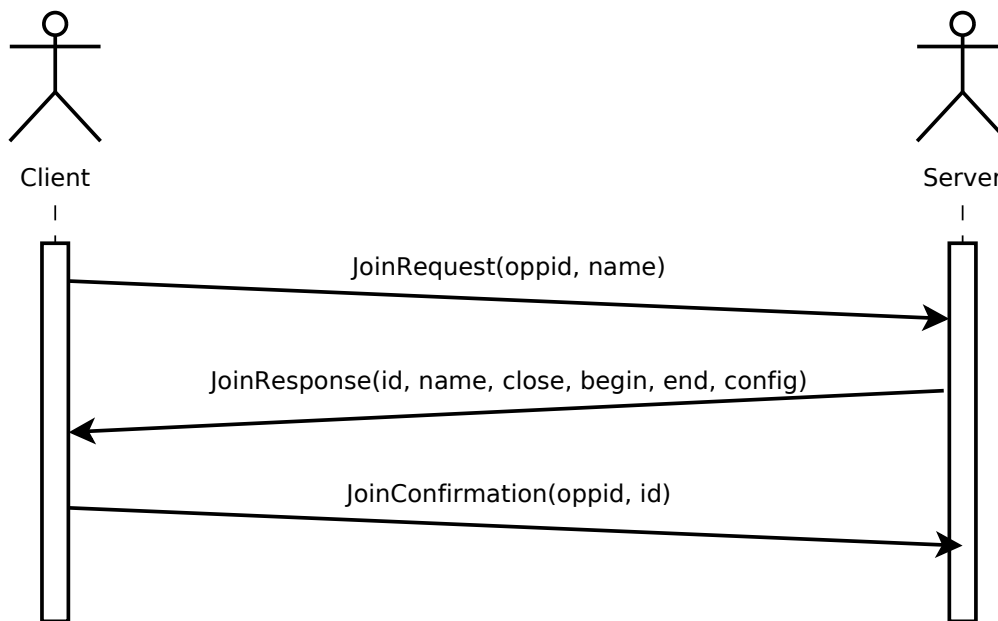 Client
Server
JoinRequest(oppid, name)
JoinResponse(id, name, close, begin, end, config)
JoinConfirmation(oppid, id)